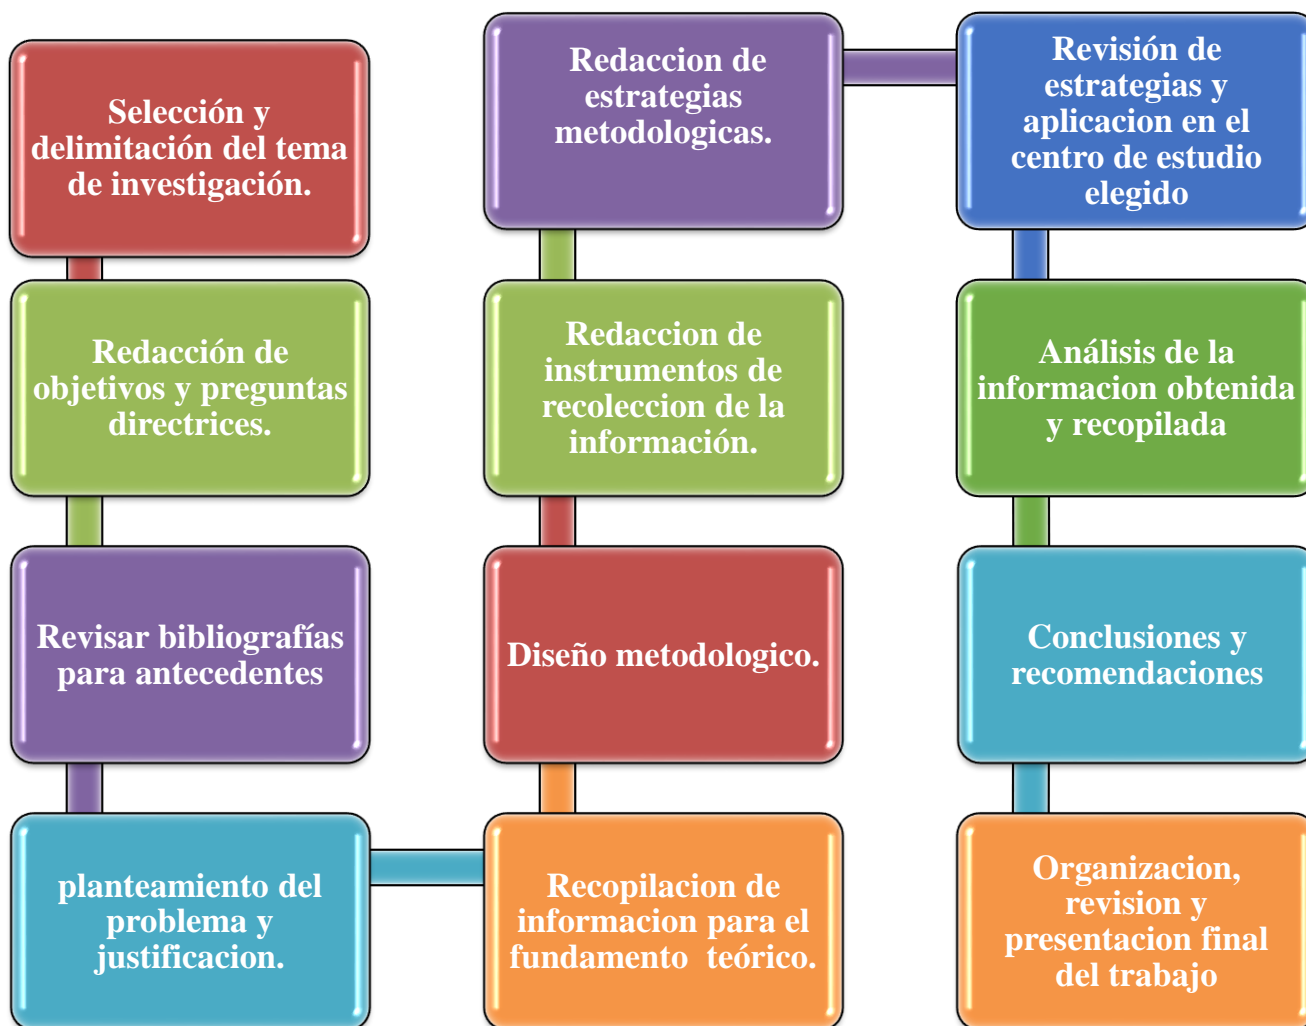 Selección y
delimitación del tema
de investigación.
Redacción de
objetivos y preguntas
directrices.
Revisar bibliografías
para antecedentes
planteamiento del
problema y
justificacion.
Recopilacion de
informacion para el
fundamento teórico.
Diseño metodologico.
Redaccion de
instrumentos de
recoleccion de la
información.
Redaccion de
estrategias
metodologicas.
Revisión de
estrategias y
aplicacion en el
centro de estudio
elegido
Análisis de la
informacion obtenida
y recopilada
Conclusiones y
recomendaciones
Organizacion,
revision y
presentacion final
del trabajo